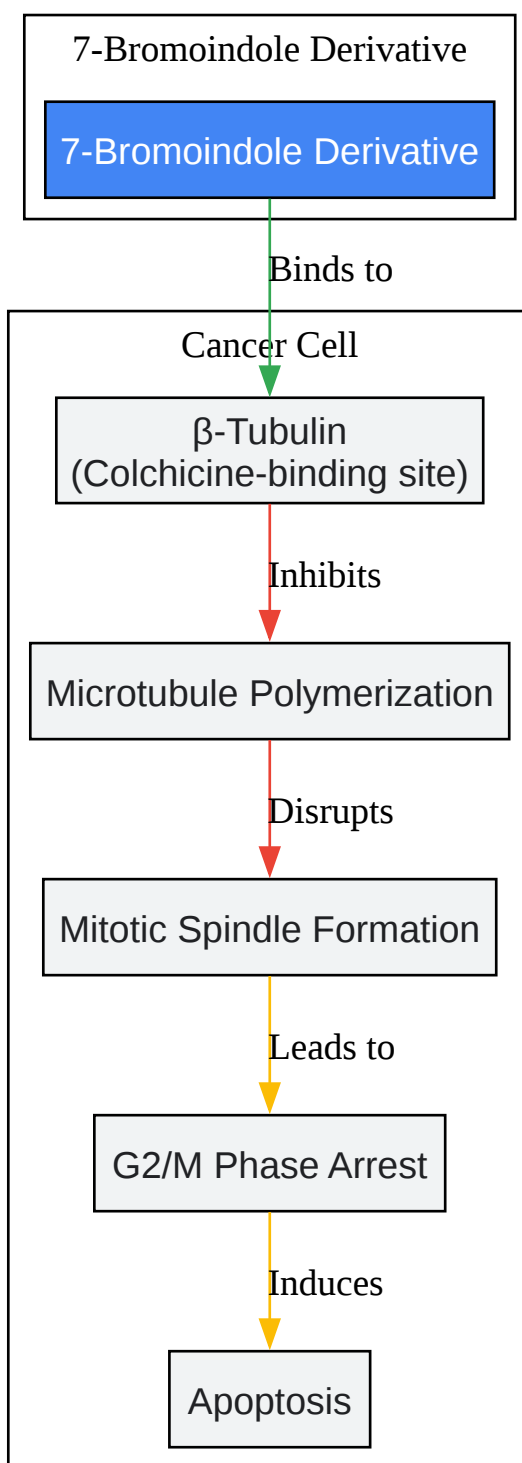 7-Bromoindole Derivative
7-Bromoindole Derivative
Binds to
Cancer Cell
β-Tubulin
(Colchicine-binding site)
Inhibits
Microtubule Polymerization
Disrupts
Mitotic Spindle Formation
Leads to
G2/M Phase Arrest
Induces
Apoptosis